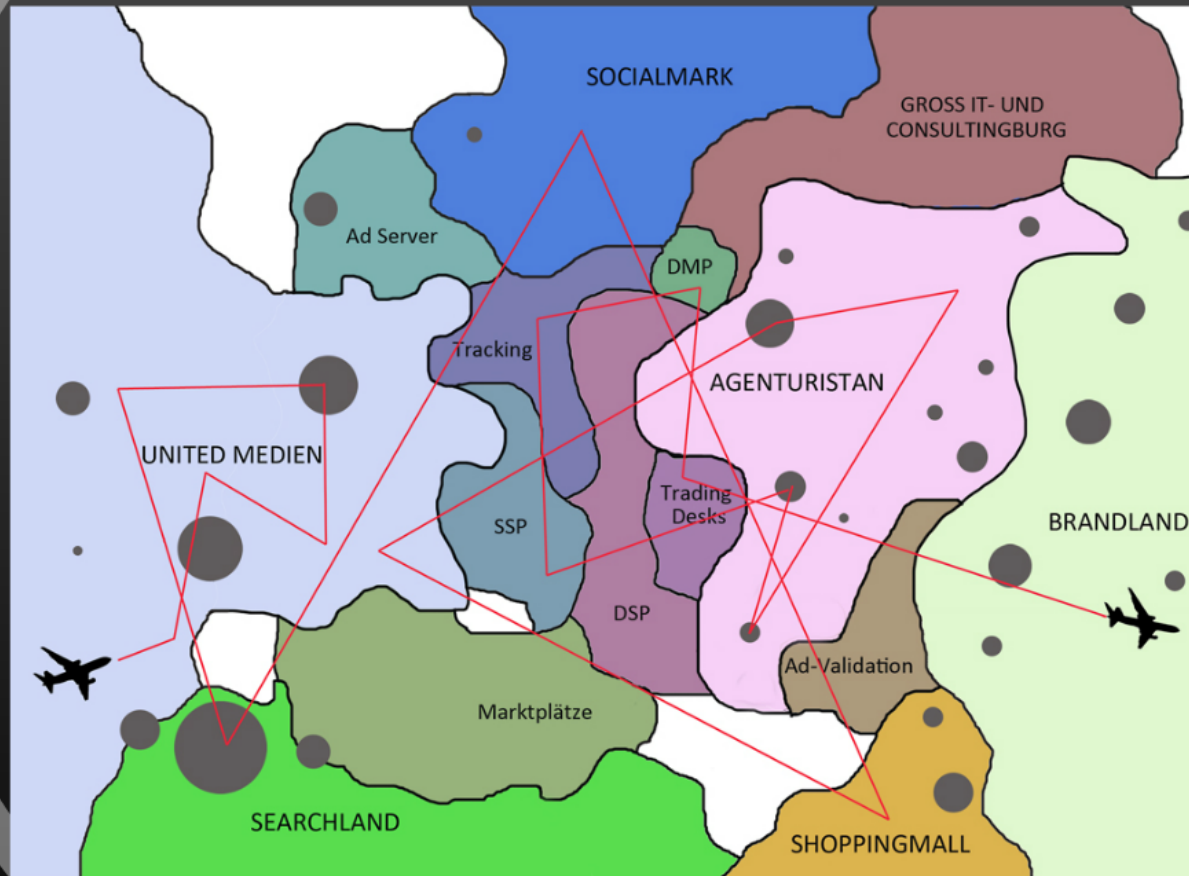 SOCIALMARK
GROSS IT- UND
CONSULTINGBURG
Ad Server
DMP
Tracking
AGENTURISTAN
UNITED MEDIEN
Trading
Desks
SSP
BRANDLAND
DSP
Ad-Validation
Marktplätze
SEARCHLAND
SHOPPINGMALL